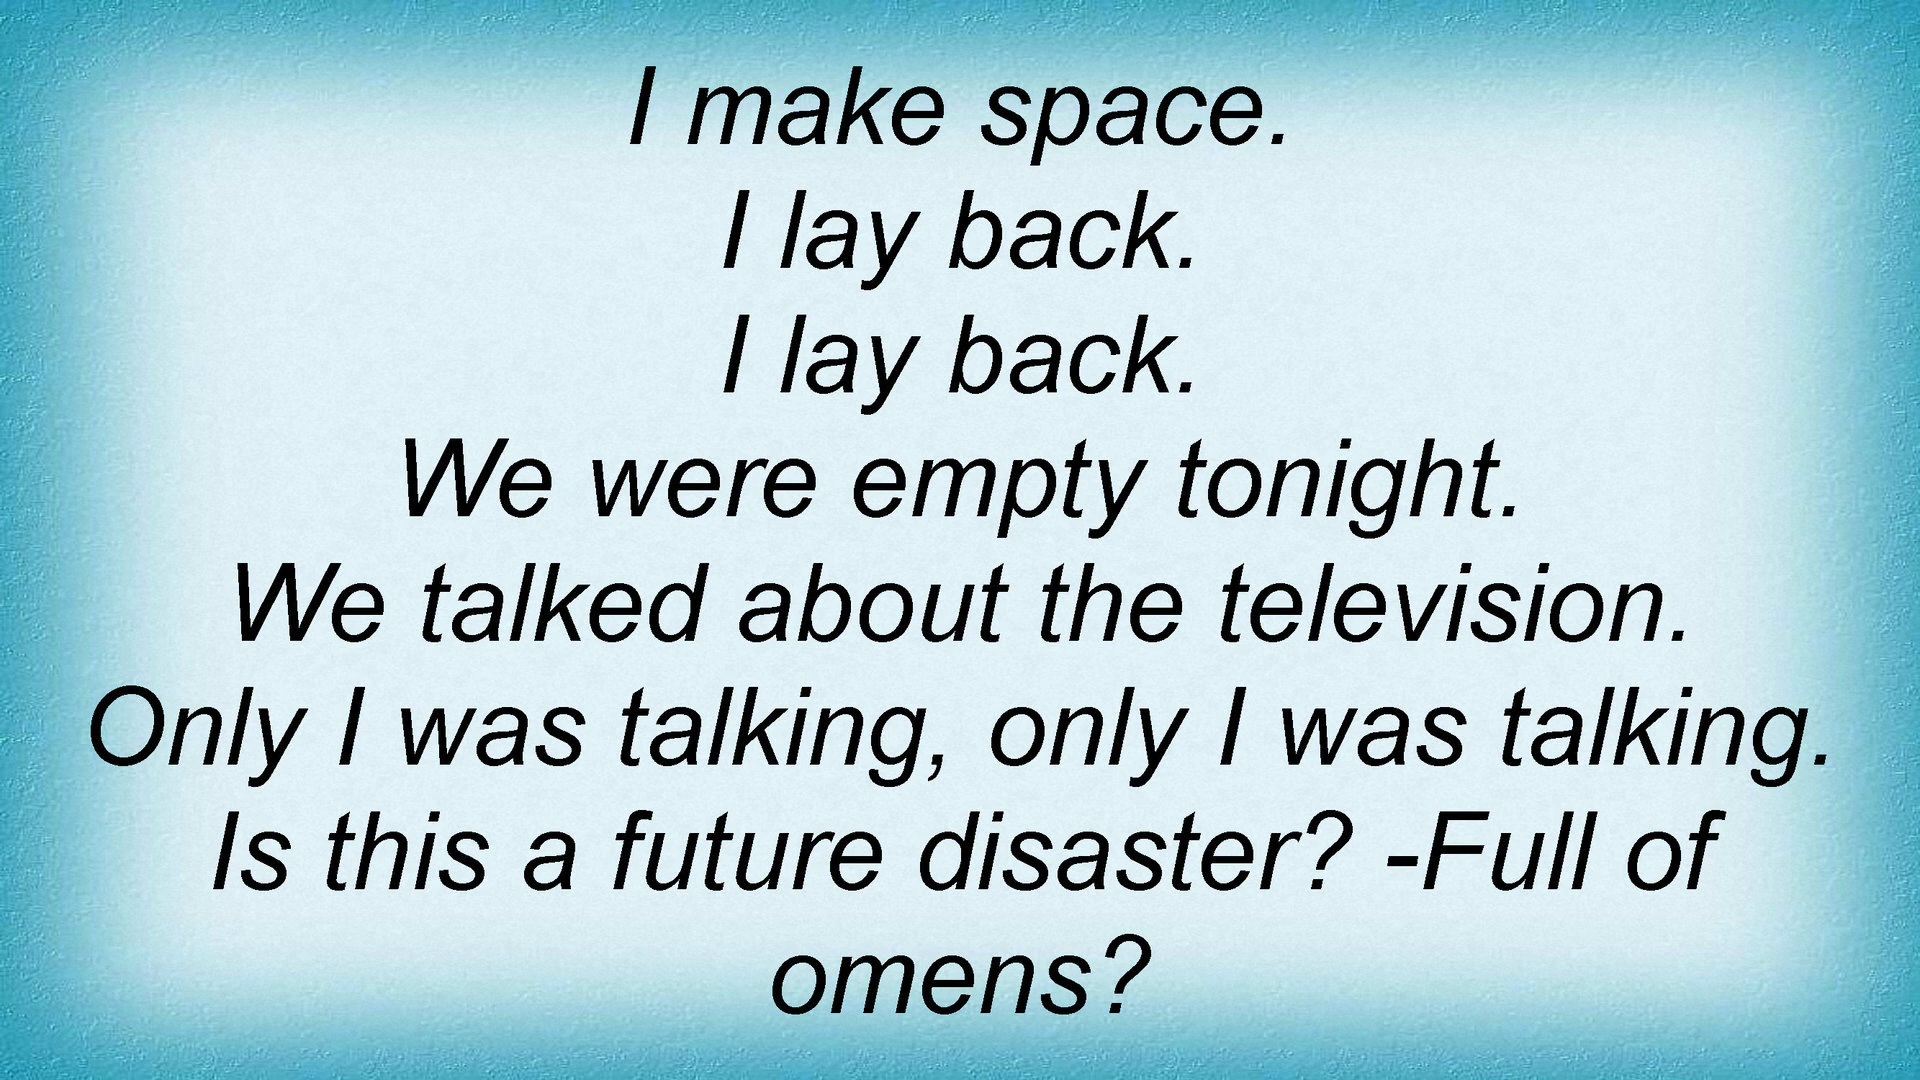 I make space.
I lay back.
I lay back.
We were empty tonight.
We talked about the television.
Only I was talking, only I was talking.
Is this a future disaster? -Full of
omens?